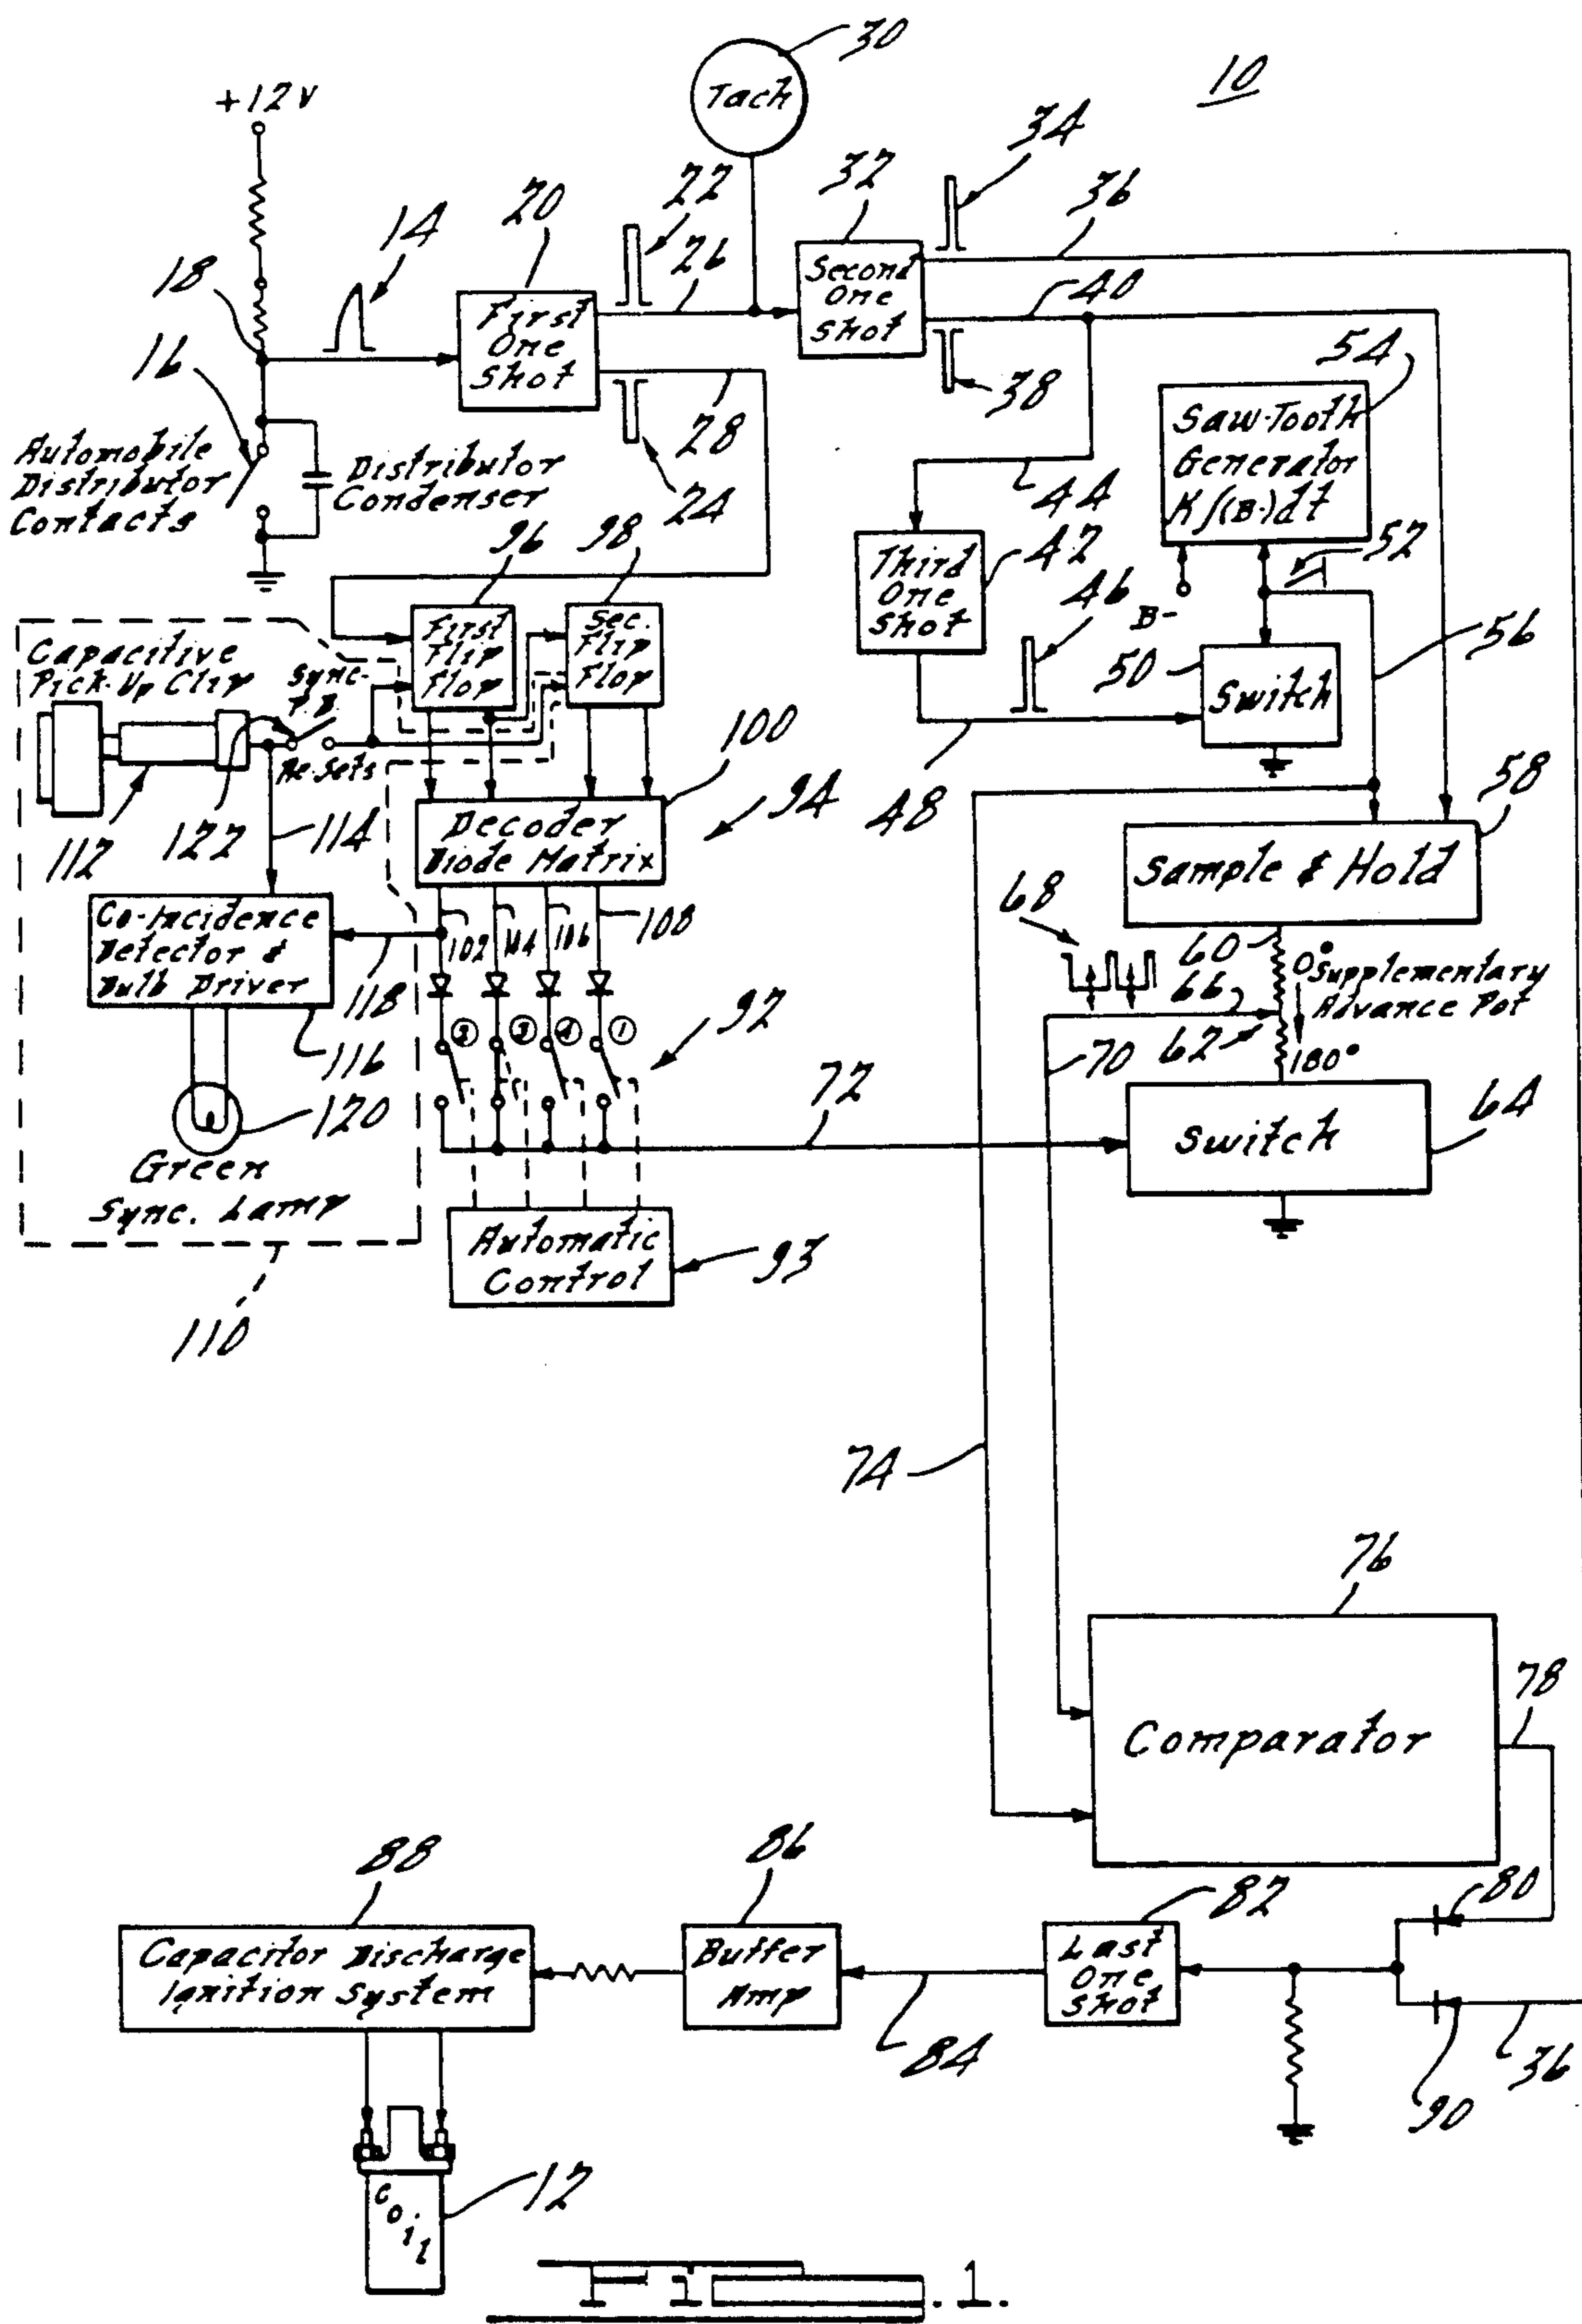 30
Tach
10
+12V
34
32
22
20
36
14
26
18
Second
One
Shot
40
First
One
Shot
54
16
38
28
Saw-Tooth
Generator
K∫(B-)dt
Automobile
Distributor
Contacts
Distributor
Condenser
24
44
96
98
42
52
Third
One
Shot
46
B-
First
Flip
Flop
Sec.
Flip
Flop
56
Capacitive
Pick-Up Clip
Sync.
P.B.
50
Switch
100
Re-Sets
94
48
58
112
122
114
Decoder
Diode Matrix
Sample & Hold
68
Co-Incidence
Detector &
Bulb Driver
102
104
106
108
60
0°
Supplementary
Advance Pot
118
66
92
3
4
1
116
70
62
180°
72
120
64
Switch
Green
Sync. Lamp
Automatic
Control
93
110
74
76
78
Comparator
88
86
82
80
Capacitor Discharge
Ignition System
Buffer
Amp
Last
One
Shot
84
90
36
12
Coil
Fig. 1.